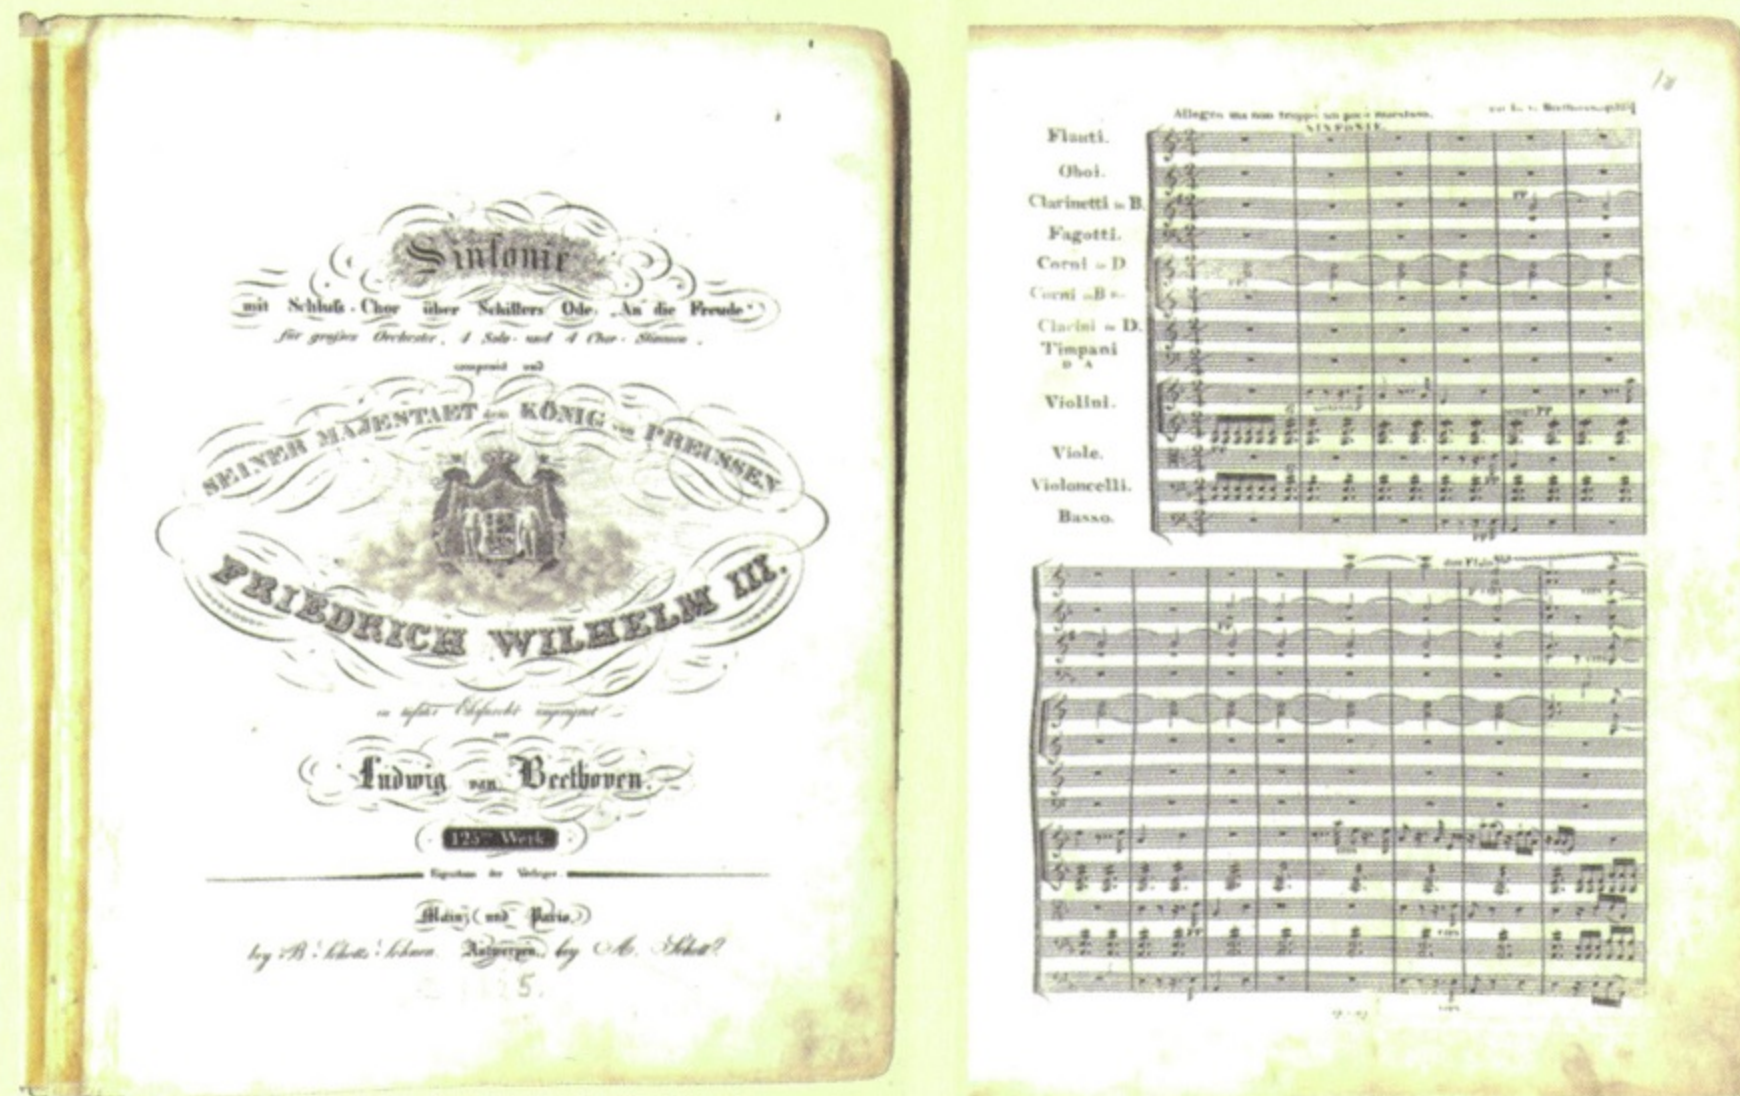 Sinfonie
mit Schluß-Chor über Schillers Ode: „An die Freude"
für großes Orchester, 4 Solo- und 4 Chor-Stimmen,
componirt und
SEINER MAJESTAET dem KÖNIG von PREUSSEN
FRIEDRICH WILHELM III.
in tiefster Ehrfurcht zugeeignet
von
Ludwig van Beethoven.
125tes Werk.
Eigenthum der Verleger.
Mainz und Paris,
bey B. Schotts Söhnen. Antwerpen, bey A. Schott.
5.
Allegro ma non troppo un poco maestoso.
SINFONIE.
Flauti.
Oboi.
Clarinetti in B.
Fagotti.
Corni in D
Corni in B
Clarini in D.
Timpani
D A
Violini.
Viole.
Violoncelli.
Basso.
pp